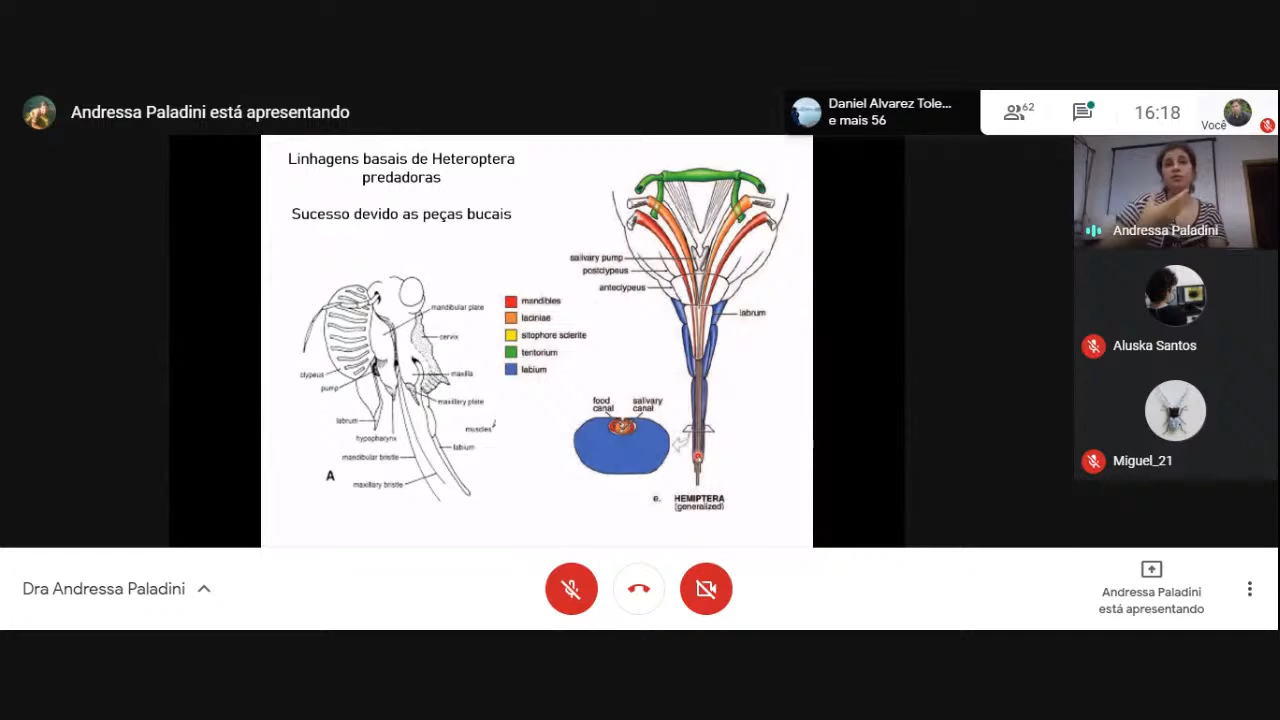 Andressa Paladini está apresentando
Daniel Alvarez Tole...
e mais 56
62
16:18
Você
Linhagens basais de Heteroptera
predadoras
Sucesso devido as peças bucais
Andressa Paladini
Aluska Santos
Miguel_21
mandibular plate
cervix
clypeus
pump
maxilla
maxillary plate
labrum
hypopharynx
muscles
labium
mandibular bristle
maxillary bristle
A
mandibles
laciniae
sitophore sclerite
tentorium
labium
salivary pump
postclypeus
anteclypeus
labrum
food
canal
salivary
canal
e. HEMIPTERA
(generalized)
Dra Andressa Paladini
Andressa Paladini
está apresentando